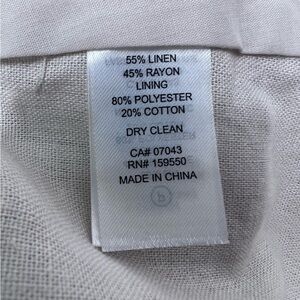 55% LINEN
45% RAYON
LINING
80% POLYESTER
20% COTTON
DRY CLEAN
CA# 07043
RN# 159550
MADE IN CHINA
b